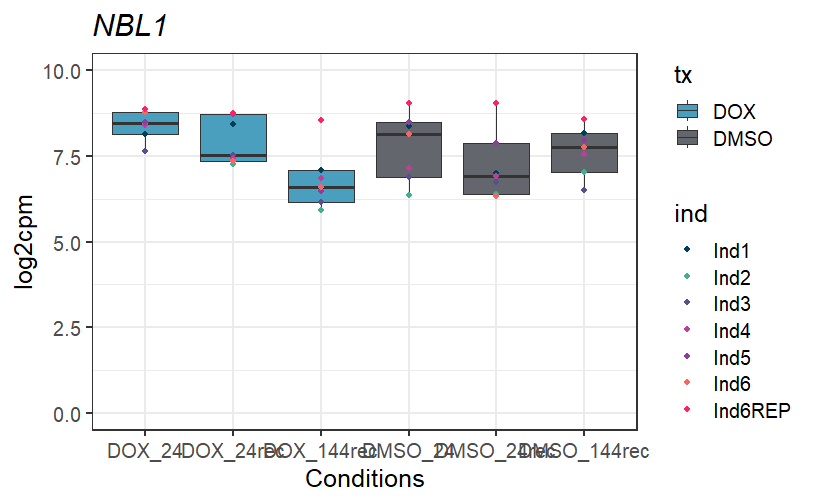 NBL1
10.0
7.5
5.0
2.5
0.0
log2cpm
DOX_24
DOX_24rec
DOX_144rec
DMSO_24
DMSO_24rec
DMSO_144rec
Conditions
tx
DOX
DMSO
ind
Ind1
Ind2
Ind3
Ind4
Ind5
Ind6
Ind6REP